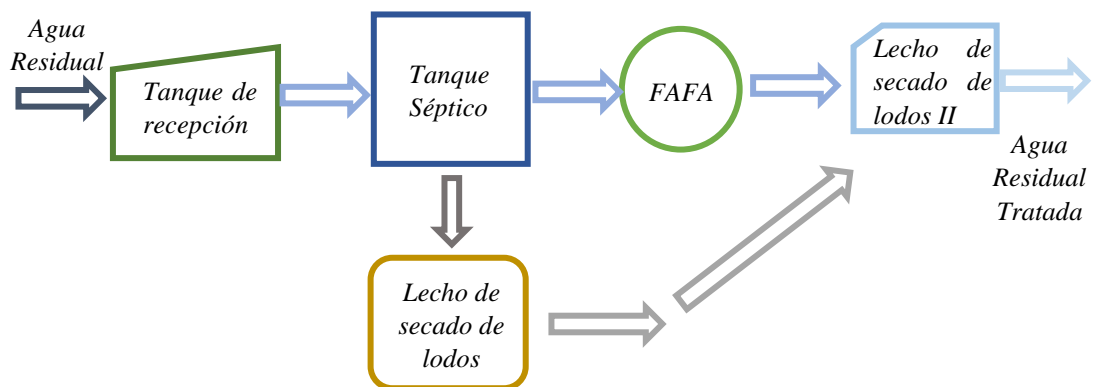 Agua
Residual
Tanque de
recepción
Tanque
Séptico
FAFA
Lecho de
secado de
lodos II
Agua
Residual
Tratada
Lecho de
secado de
lodos